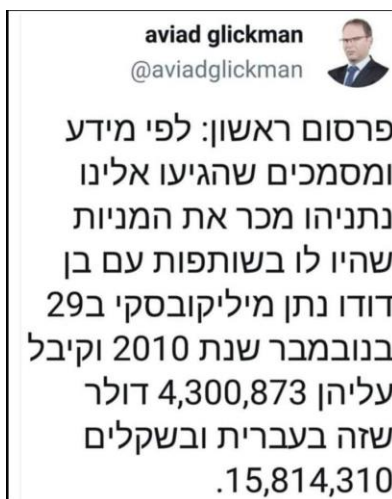 aviad glickman
@aviadglickman
פרסום ראשון: לפי מידע
ומסמכים שהגיעו אלינו
נתניהו מכר את המניות
שהיו לו בשותפות עם בן
דודו נתן מיליקובסקי ב29
בנובמבר שנת 2010 וקיבל
עליהן 4,300,873 דולר
שזה בעברית ובשקלים
15,814,310.